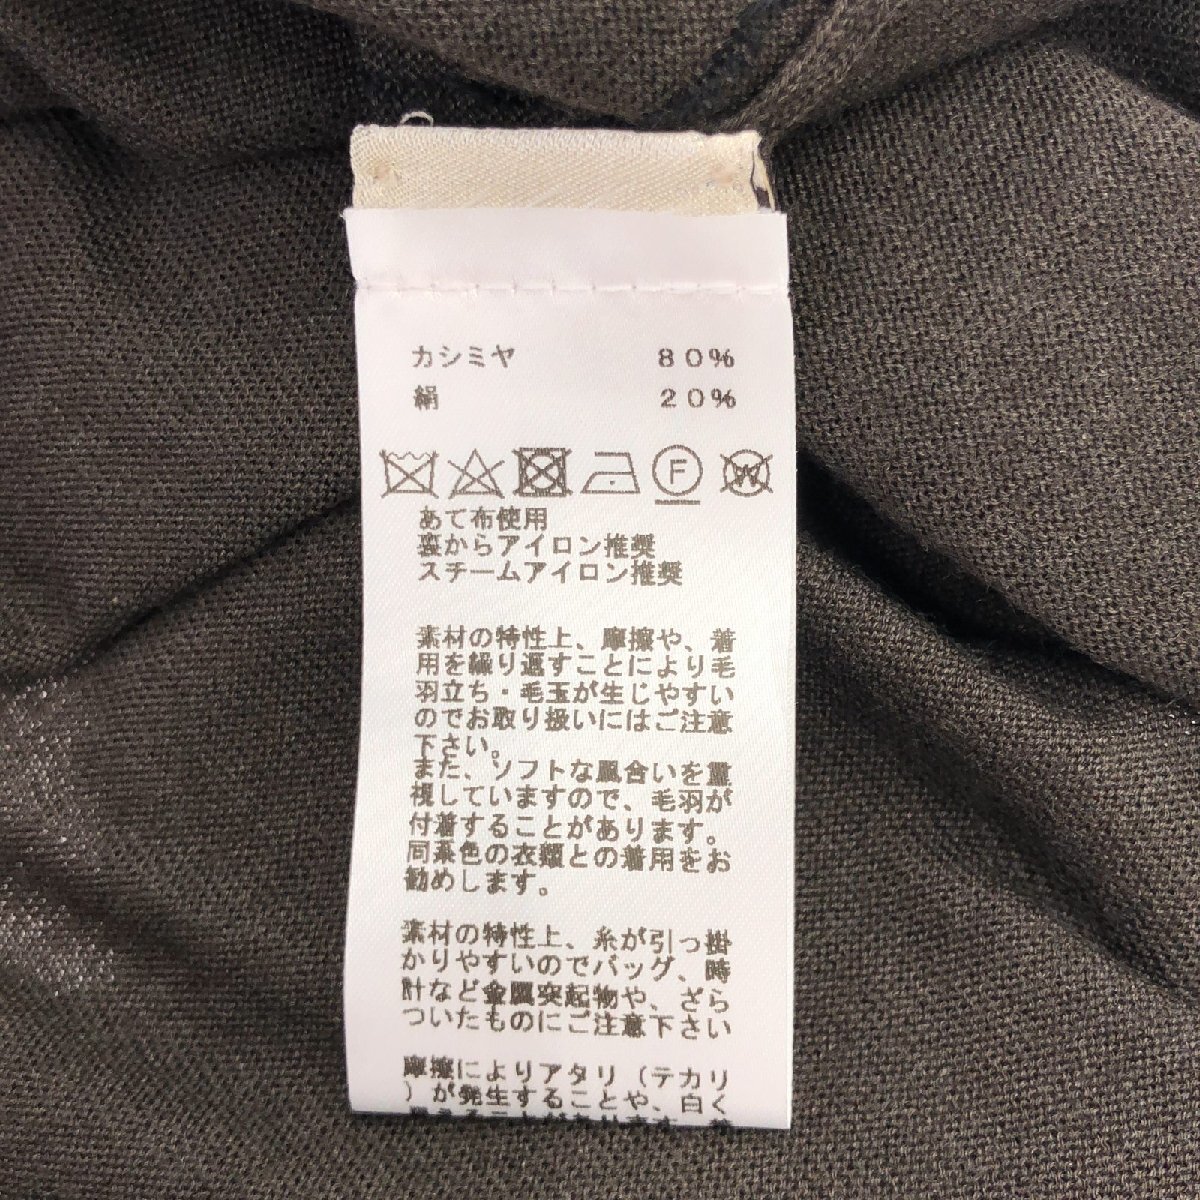 カシミヤ 80%
絹 20%
F
W
あて布使用
裏からアイロン推奨
スチームアイロン推奨
素材の特性上、摩擦や、着
用を繰り返すことにより毛
羽立ち・毛玉が生じやすい
のでお取り扱いにはご注意
下さい。
また、ソフトな風合いを重
視していますので、毛羽が
付着することがあります。
同系色の衣類との着用をお
勧めします。
素材の特性上、糸が引っ掛
かりやすいのでバッグ、時
計など金属突起物や、ざら
ついたものにご注意下さい
摩擦によりアタリ（テカリ
）が発生することや、白く
見えることがあります